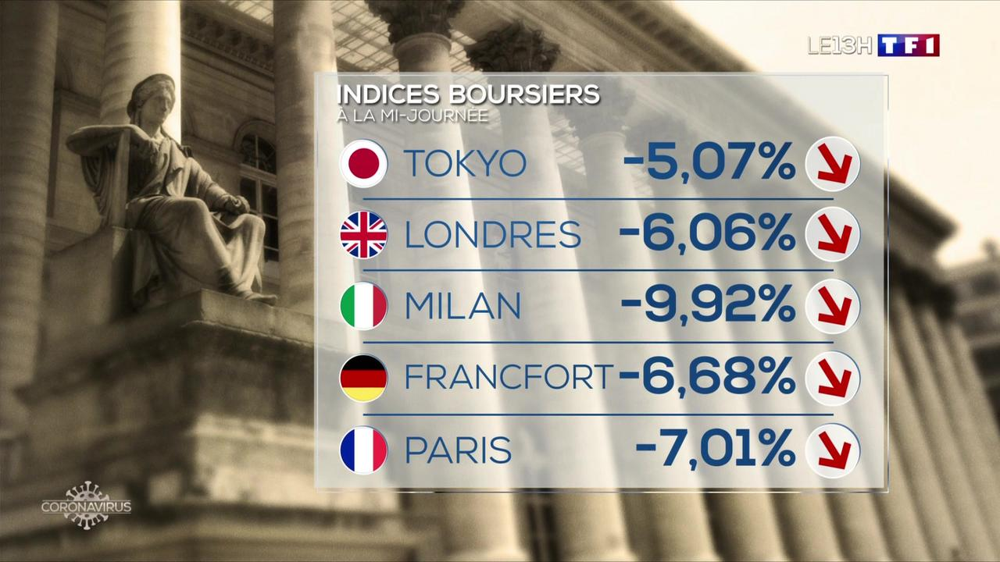 LE13H TF1
INDICES BOURSIERS
À LA MI-JOURNÉE
TOKYO -5,07%
LONDRES -6,06%
MILAN -9,92%
FRANCFORT -6,68%
PARIS -7,01%
CORONAVIRUS